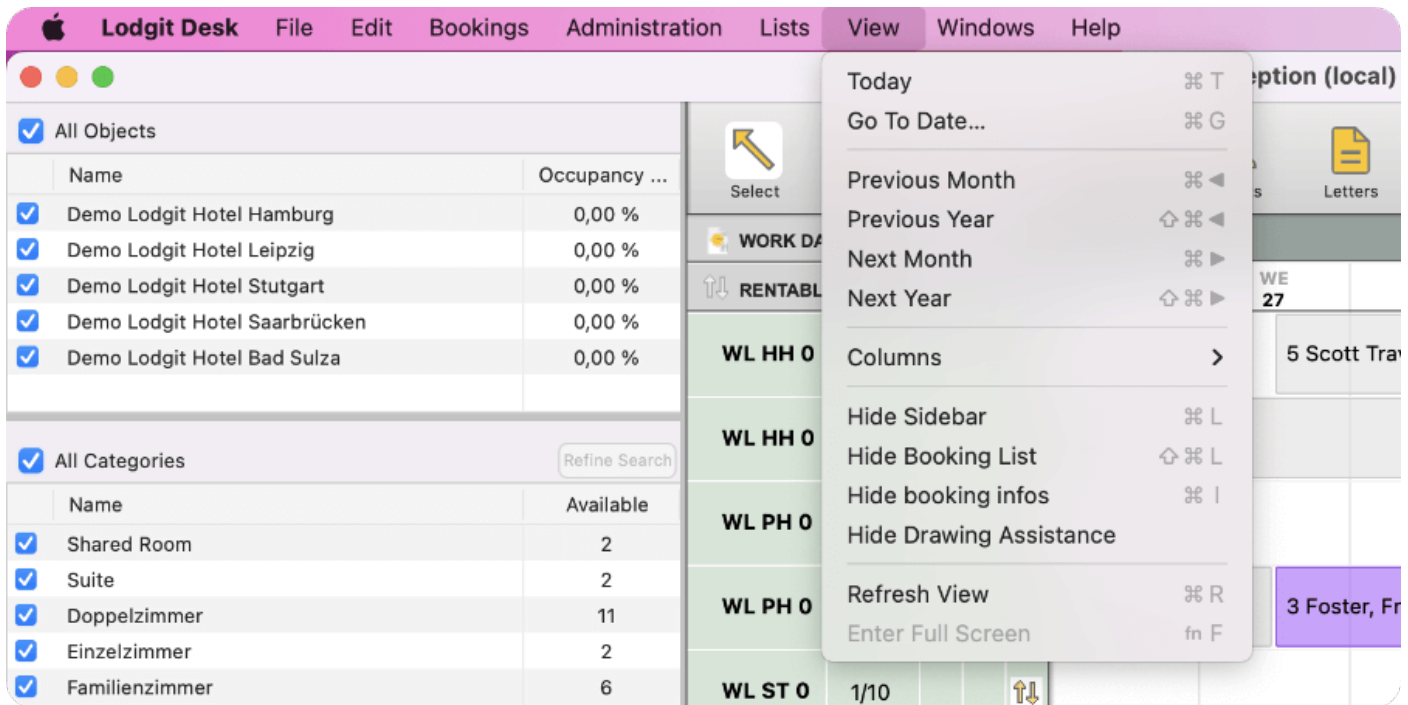 Lodgit Desk File Edit Bookings Administration Lists View Windows Help
ption (local)
All Objects
Name Occupancy ...
Demo Lodgit Hotel Hamburg 0,00 %
Demo Lodgit Hotel Leipzig 0,00 %
Demo Lodgit Hotel Stutgart 0,00 %
Demo Lodgit Hotel Saarbrücken 0,00 %
Demo Lodgit Hotel Bad Sulza 0,00 %
All Categories Refine Search
Name Available
Shared Room 2
Suite 2
Doppelzimmer 11
Einzelzimmer 2
Familienzimmer 6
Select
Letters
WORK DA
RENTABL
WE
27
WL HH 0
5 Scott Tra
WL HH 0
WL PH 0
WL PH 0
3 Foster, Fr
WL ST 0 1/10
Today ⌘ T
Go To Date... ⌘ G
Previous Month ⌘ ◀
Previous Year ⇧ ⌘ ◀
Next Month ⌘ ▶
Next Year ⇧ ⌘ ▶
Columns >
Hide Sidebar ⌘ L
Hide Booking List ⇧ ⌘ L
Hide booking infos ⌘ I
Hide Drawing Assistance
Refresh View ⌘ R
Enter Full Screen fn F